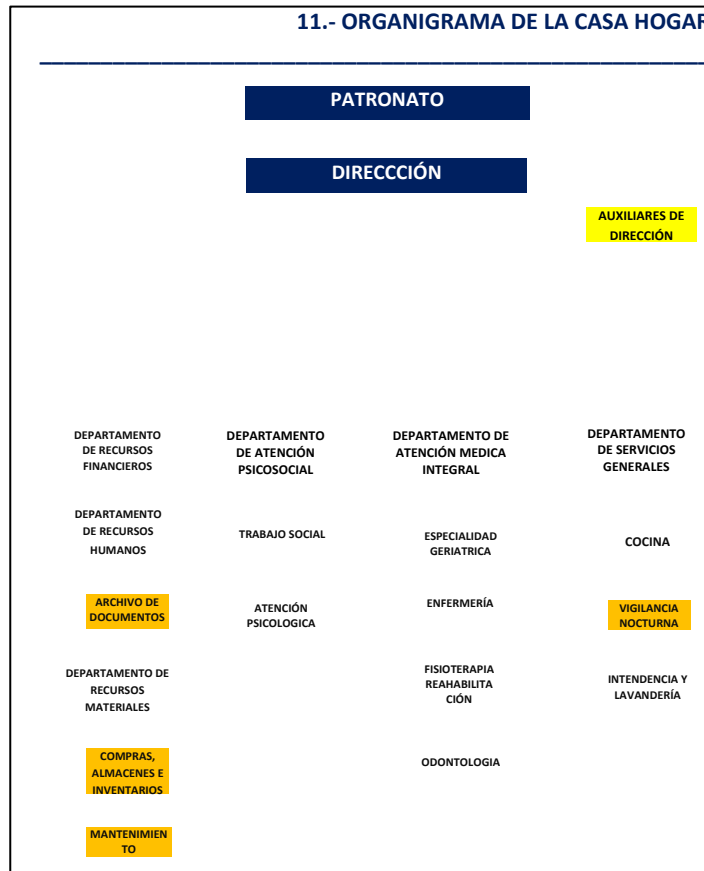 11.- ORGANIGRAMA DE LA CASA HOGAR
PATRONATO
DIRECCCIÓN
AUXILIARES DE
DIRECCIÓN
DEPARTAMENTO
DE RECURSOS
FINANCIEROS
DEPARTAMENTO
DE ATENCIÓN
PSICOSOCIAL
DEPARTAMENTO DE
ATENCIÓN MEDICA
INTEGRAL
DEPARTAMENTO
DE SERVICIOS
GENERALES
DEPARTAMENTO
DE RECURSOS
HUMANOS
TRABAJO SOCIAL
ESPECIALIDAD
GERIATRICA
COCINA
ARCHIVO DE
DOCUMENTOS
ATENCIÓN
PSICOLOGICA
ENFERMERÍA
VIGILANCIA
NOCTURNA
DEPARTAMENTO DE
RECURSOS
MATERIALES
FISIOTERAPIA
REAHABILITA
CIÓN
INTENDENCIA Y
LAVANDERÍA
COMPRAS,
ALMACENES E
INVENTARIOS
ODONTOLOGIA
MANTENIMIEN
TO